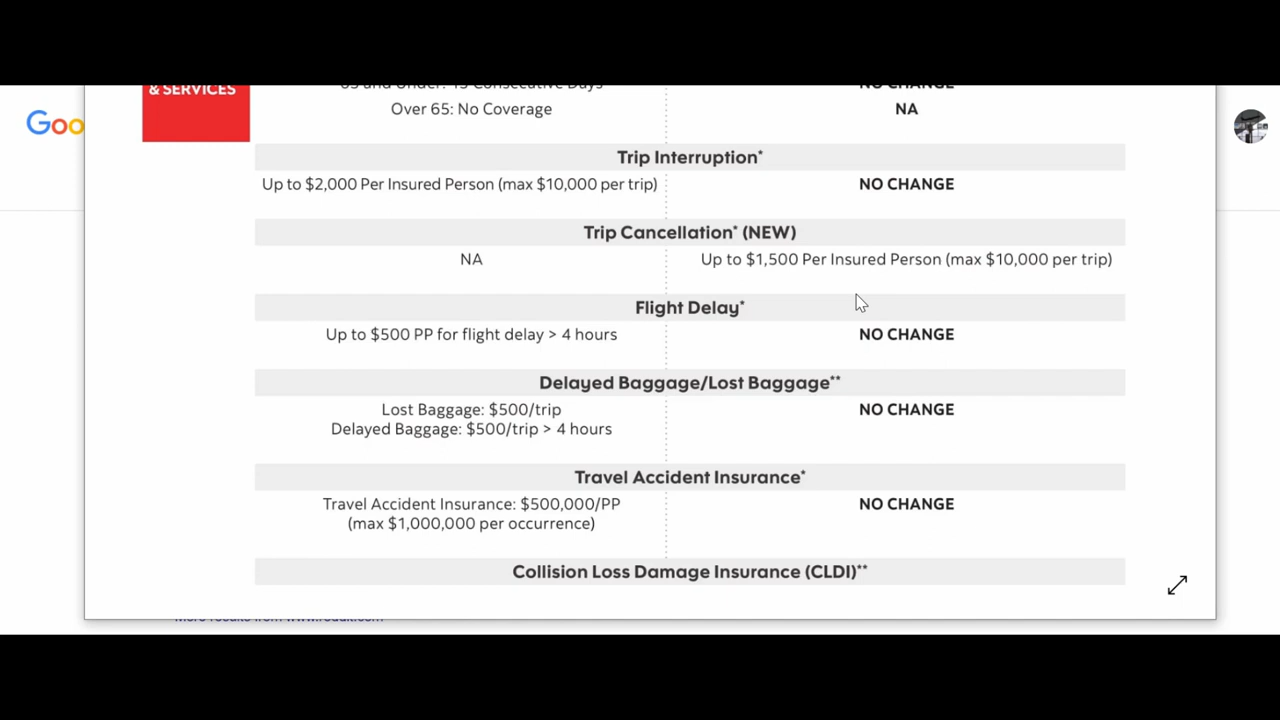 & SERVICES
Goo
NO CHANGE
Over 65: No Coverage
NA
Trip Interruption*
Up to $2,000 Per Insured Person (max $10,000 per trip)
NO CHANGE
Trip Cancellation* (NEW)
NA
Up to $1,500 Per Insured Person (max $10,000 per trip)
Flight Delay*
Up to $500 PP for flight delay > 4 hours
NO CHANGE
Delayed Baggage/Lost Baggage**
Lost Baggage: $500/trip
NO CHANGE
Delayed Baggage: $500/trip > 4 hours
Travel Accident Insurance*
Travel Accident Insurance: $500,000/PP
NO CHANGE
(max $1,000,000 per occurrence)
Collision Loss Damage Insurance (CLDI)**